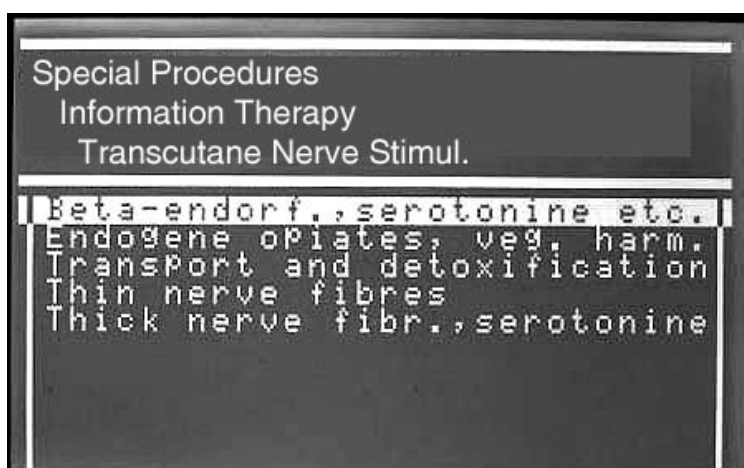 Special Procedures
Information Therapy
Transcutane Nerve Stimul.
Beta-endorf.,serotonine etc.
Endogene opiates, veg. harm.
Transport and detoxification
Thin nerve fibres
Thick nerve fibr.,serotonine